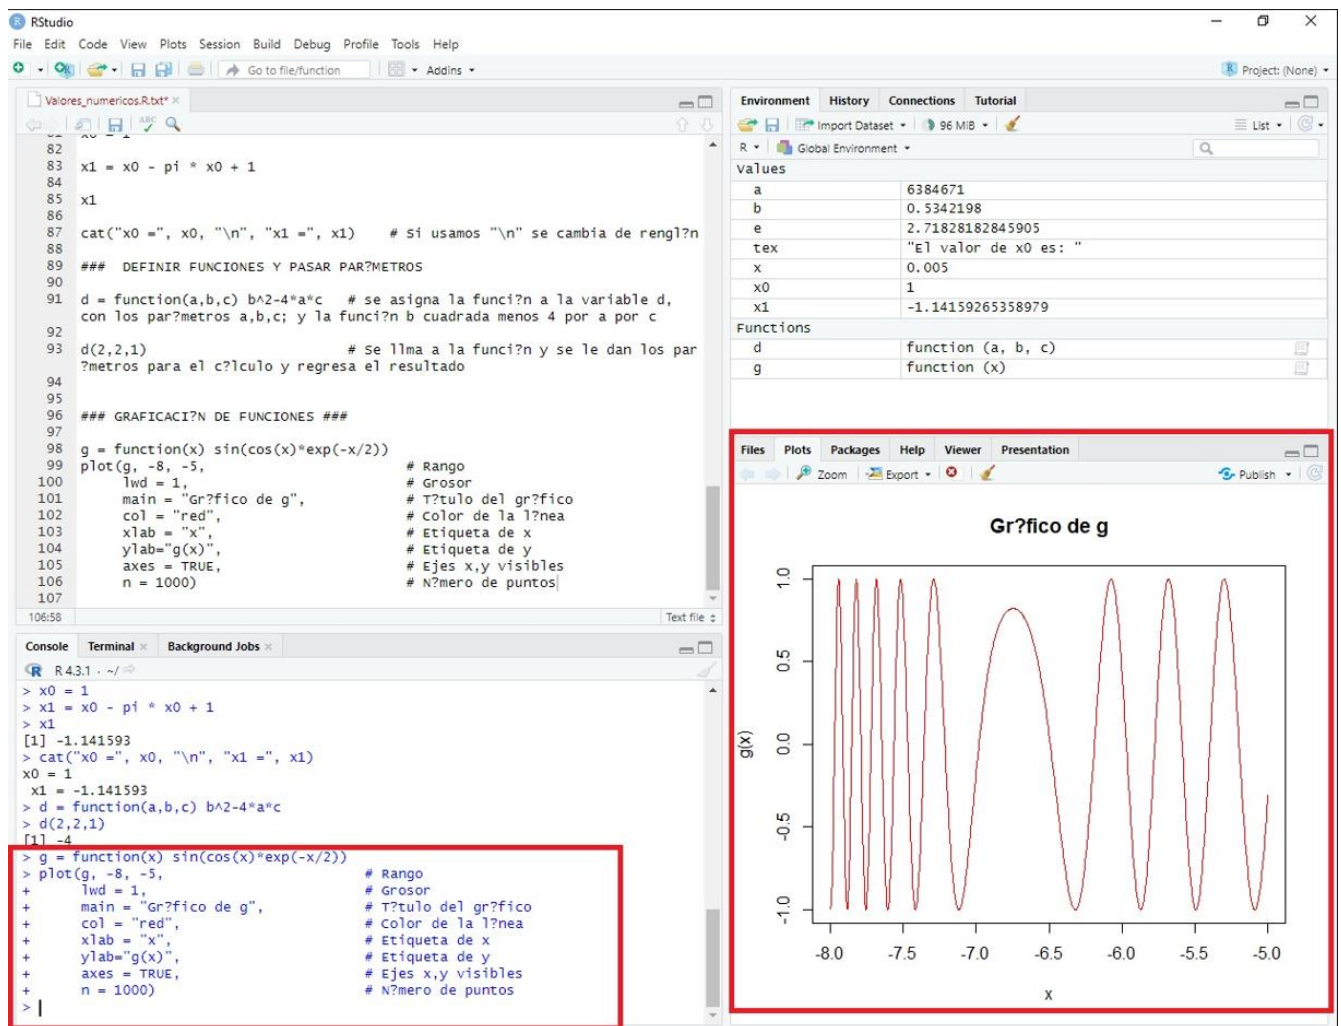 RStudio
File Edit Code View Plots Session Build Debug Profile Tools Help
Go to file/function Addins Project: (None)
Valores_numericos.R.txt*
82
83 x1 = x0 - pi * x0 + 1
84
85 x1
86
87 cat("x0 =", x0, "\n", "x1 =", x1) # Si usamos "\n" se cambia de rengl?n
88
89 ### DEFINIR FUNCIONES Y PASAR PAR?METROS
90
91 d = function(a,b,c) b^2-4*a*c # se asigna la funci?n a la variable d,
con los par?metros a,b,c; y la funci?n b cuadrada menos 4 por a por c
92
93 d(2,2,1) # Se llma a la funci?n y se le dan los par
?metros para el c?lculo y regresa el resultado
94
95
96 ### GRAFICACI?N DE FUNCIONES ###
97
98 g = function(x) sin(cos(x)*exp(-x/2))
99 plot(g, -8, -5, # Rango
100 lwd = 1, # Grosor
101 main = "Gr?fico de g", # T?tulo del gr?fico
102 col = "red", # Color de la l?nea
103 xlab = "x", # Etiqueta de x
104 ylab="g(x)", # Etiqueta de y
105 axes = TRUE, # Ejes x,y visibles
106 n = 1000) # N?mero de puntos
107
106:58 Text file
Console Terminal Background Jobs
R 4.3.1 · ~/
> x0 = 1
> x1 = x0 - pi * x0 + 1
> x1
[1] -1.141593
> cat("x0 =", x0, "\n", "x1 =", x1)
x0 = 1
x1 = -1.141593
> d = function(a,b,c) b^2-4*a*c
> d(2,2,1)
[1] -4
> g = function(x) sin(cos(x)*exp(-x/2))
> plot(g, -8, -5, # Rango
+ lwd = 1, # Grosor
+ main = "Gr?fico de g", # T?tulo del gr?fico
+ col = "red", # Color de la l?nea
+ xlab = "x", # Etiqueta de x
+ ylab="g(x)", # Etiqueta de y
+ axes = TRUE, # Ejes x,y visibles
+ n = 1000) # N?mero de puntos
>
Environment History Connections Tutorial
Import Dataset 96 MiB List
R Global Environment
Values
a 6384671
b 0.5342198
e 2.71828182845905
tex "El valor de x0 es: "
x 0.005
x0 1
x1 -1.14159265358979
Functions
d function (a, b, c)
g function (x)
Files Plots Packages Help Viewer Presentation
Zoom Export Publish
Gr?fico de g
1.0
0.5
0.0
-0.5
-1.0
g(x)
-8.0 -7.5 -7.0 -6.5 -6.0 -5.5 -5.0
x